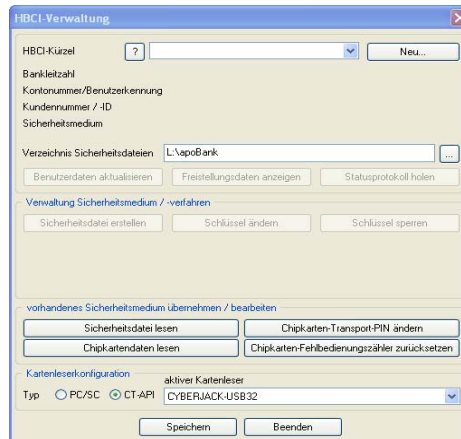 HBCI-Verwaltung
HBCI-Kürzel ? Neu...
Bankleitzahl
Kontonummer/Benutzerkennung
Kundennummer / -ID
Sicherheitsmedium
Verzeichnis Sicherheitsdateien L:\apoBank ...
Benutzerdaten aktualisieren Freistellungsdaten anzeigen Statusprotokoll holen
Verwaltung Sicherheitsmedium / -verfahren
Sicherheitsdatei erstellen Schlüssel ändern Schlüssel sperren
vorhandenes Sicherheitsmedium übernehmen / bearbeiten
Sicherheitsdatei lesen Chipkarten-Transport-PIN ändern
Chipkartendaten lesen Chipkarten-Fehlbedienungszähler zurücksetzen
Kartenleserkonfiguration
aktiver Kartenleser
Typ PC/SC CT-API CYBERJACK-USB32
Speichern Beenden